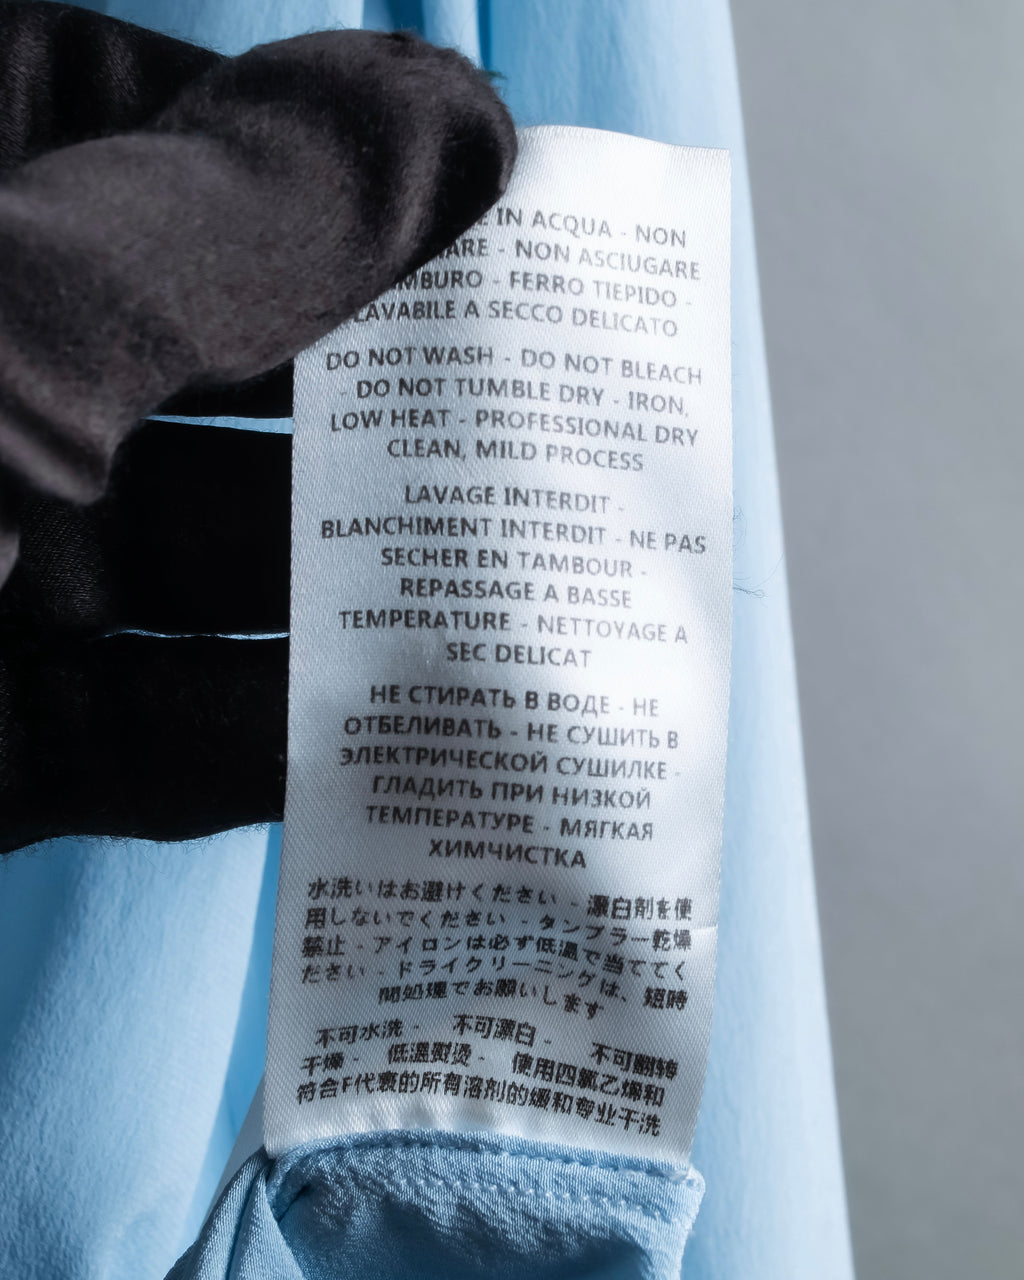 IN ACQUA - NON
- NON ASCIUGARE
- FERRO TIEPIDO -
LAVABILE A SECCO DELICATO
DO NOT WASH - DO NOT BLEACH
- DO NOT TUMBLE DRY - IRON,
LOW HEAT - PROFESSIONAL DRY
CLEAN, MILD PROCESS
LAVAGE INTERDIT -
BLANCHIMENT INTERDIT - NE PAS
SECHER EN TAMBOUR -
REPASSAGE A BASSE
TEMPERATURE - NETTOYAGE A
SEC DELICAT
НЕ СТИРАТЬ В ВОДЕ - НЕ
ОТБЕЛИВАТЬ - НЕ СУШИТЬ В
ЭЛЕКТРИЧЕСКОЙ СУШИЛКЕ -
ГЛАДИТЬ ПРИ НИЗКОЙ
ТЕМПЕРАТУРЕ - МЯГКАЯ
ХИМЧИСТКА
水洗いはお避けください - 漂白剤を使
用しないでください - タンブラー乾燥
禁止 - アイロンは必ず低温で当ててく
ださい - ドライクリーニングは、短時
間処理でお願いします
不可水洗 - 不可漂白 - 不可翻转
干燥 - 低温熨烫 - 使用四氯乙烯和
符合F代表的所有溶剂的缓和专业干洗